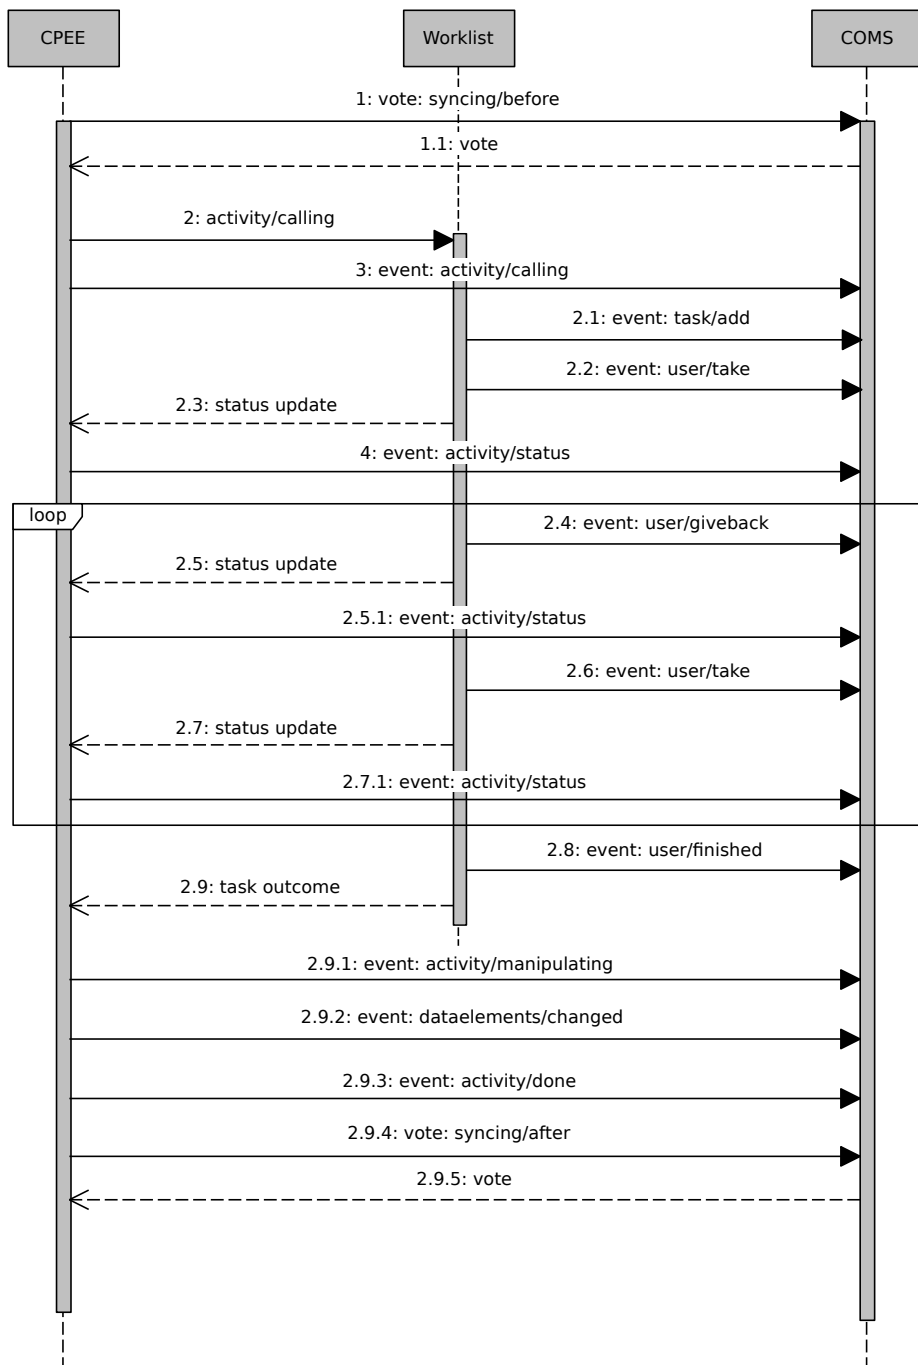 CPEE
Worklist
COMS
1: vote: syncing/before
1.1: vote
2: activity/calling
3: event: activity/calling
2.1: event: task/add
2.2: event: user/take
2.3: status update
4: event: activity/status
loop
2.4: event: user/giveback
2.5: status update
2.5.1: event: activity/status
2.6: event: user/take
2.7: status update
2.7.1: event: activity/status
2.8: event: user/finished
2.9: task outcome
2.9.1: event: activity/manipulating
2.9.2: event: dataelements/changed
2.9.3: event: activity/done
2.9.4: vote: syncing/after
2.9.5: vote